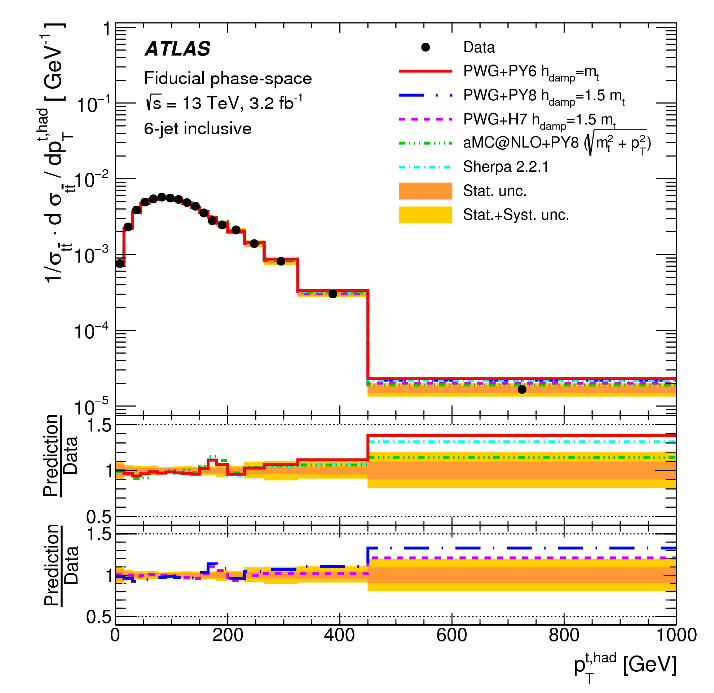 ATLAS
Fiducial phase-space
√s = 13 TeV, 3.2 fb⁻¹
6-jet inclusive
Data
PWG+PY6 h_damp=m_t
PWG+PY8 h_damp=1.5 m_t
PWG+H7 h_damp=1.5 m_t
aMC@NLO+PY8 (√m_t²+p_T²)
Sherpa 2.2.1
Stat. unc.
Stat.+Syst. unc.
1/σ_tt̄ · d σ_tt̄ / dp_T^t,had [ GeV⁻¹]
1
10⁻¹
10⁻²
10⁻³
10⁻⁴
10⁻⁵
Prediction
Data
1.5
1
0.5
Prediction
Data
1.5
1
0.5
0 200 400 600 800 1000
p_T^t,had [GeV]